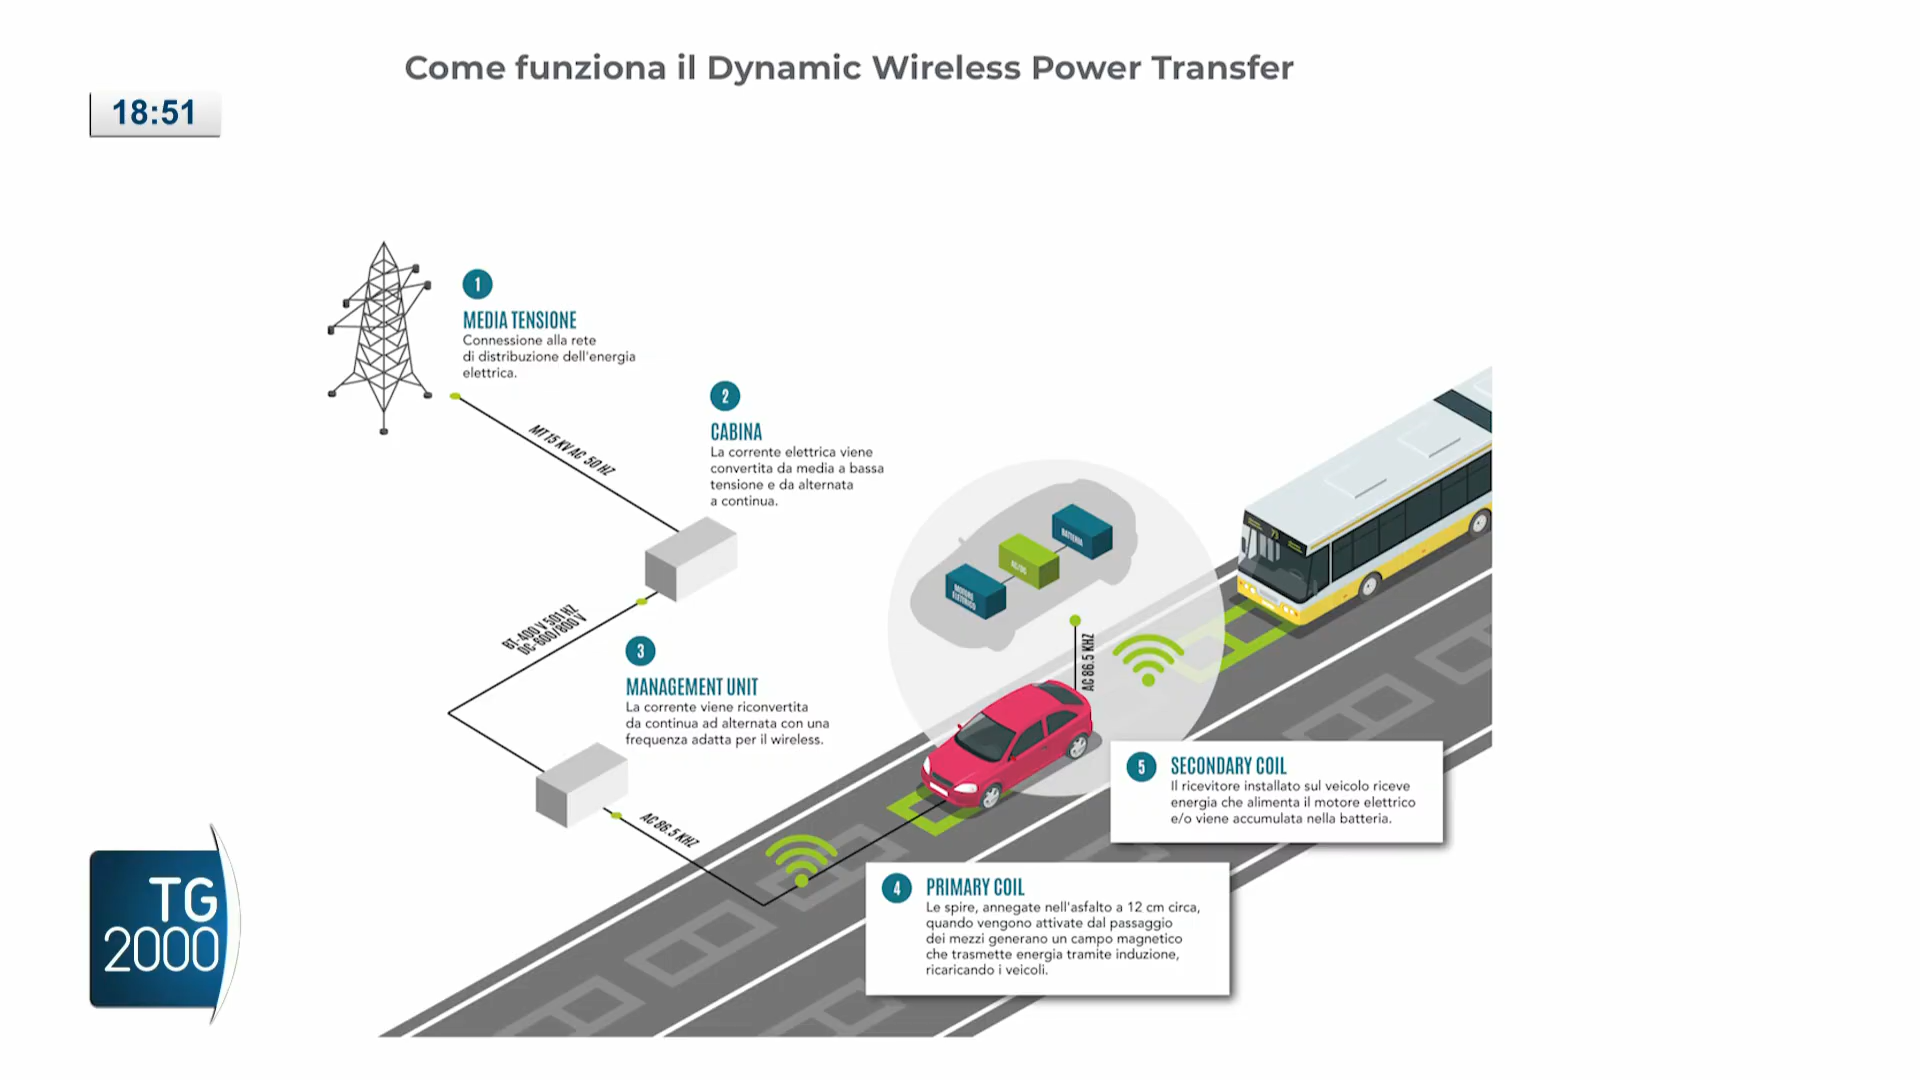 Come funziona il Dynamic Wireless Power Transfer
18:51
1
MEDIA TENSIONE
Connessione alla rete
di distribuzione dell'energia
elettrica.
MT 15 KV AC 50 HZ
2
CABINA
La corrente elettrica viene
convertita da media a bassa
tensione e da alternata
a continua.
BATTERIA
AC/DC
MOTORE
ELETTRICO
BT-400 V 501 HZ
DC-600/800 V
3
MANAGEMENT UNIT
La corrente viene riconvertita
da continua ad alternata con una
frequenza adatta per il wireless.
AC 86.5 KHZ
AC 86.5 KHZ
5
SECONDARY COIL
Il ricevitore installato sul veicolo riceve
energia che alimenta il motore elettrico
e/o viene accumulata nella batteria.
4
PRIMARY COIL
Le spire, annegate nell'asfalto a 12 cm circa,
quando vengono attivate dal passaggio
dei mezzi generano un campo magnetico
che trasmette energia tramite induzione,
ricaricando i veicoli.
TG
2000